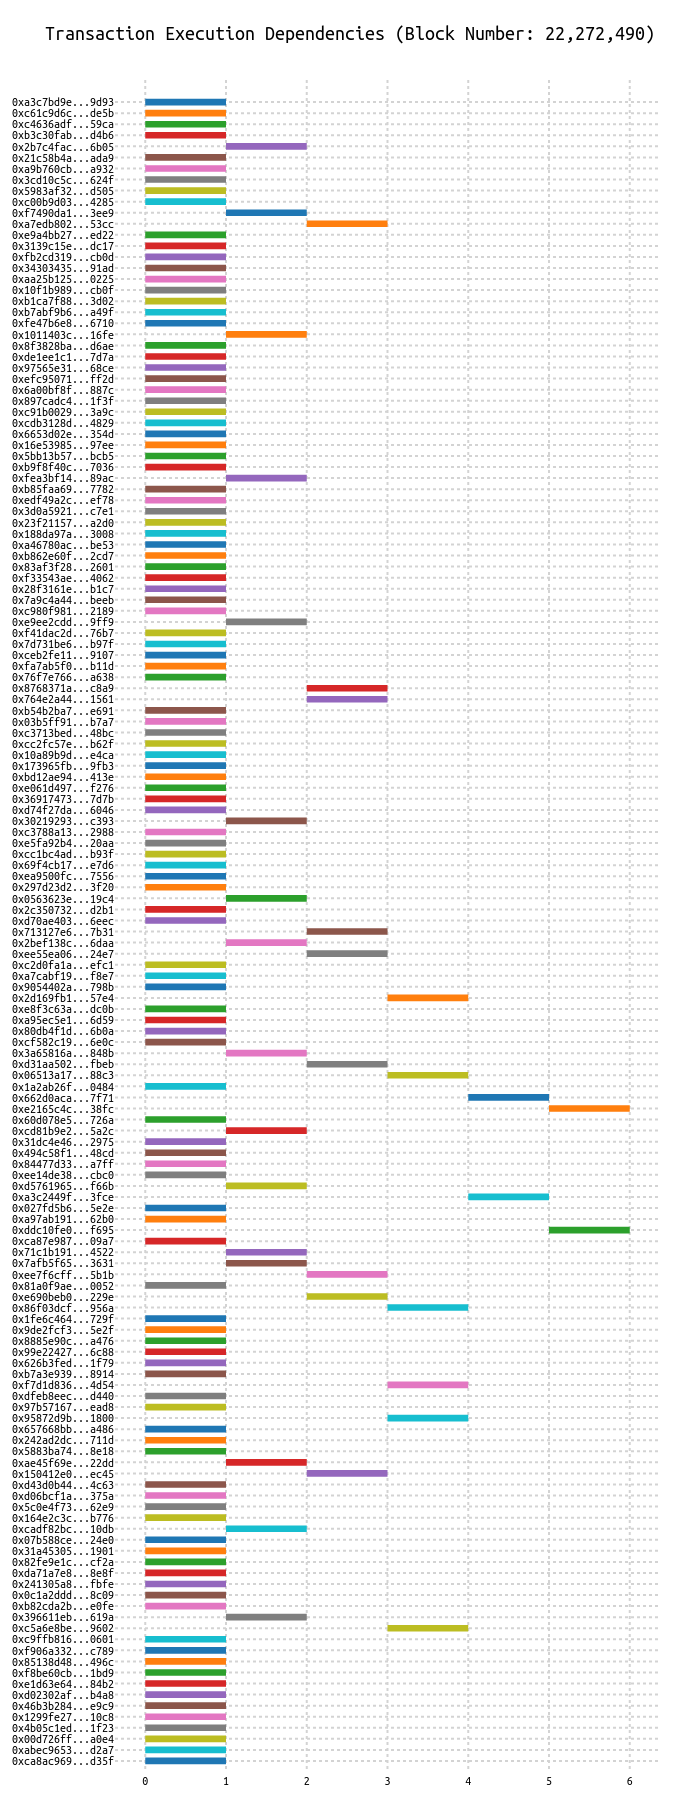 Transaction Execution Dependencies (Block Number: 22,272,490)
0xa3c7bd9e...9d93
0xc61c9d6c...de5b
0xc4636adf...59ca
0xb3c30fab...d4b6
0x2b7c4fac...6b05
0x21c58b4a...ada9
0xa9b760cb...a932
0x3cd10c5c...624f
0x5983af32...d505
0xc00b9d03...4285
0xf7490da1...3ee9
0xa7edb802...53cc
0xe9a4bb27...ed22
0x3139c15e...dc17
0xfb2cd319...cb0d
0x34303435...91ad
0xaa25b125...0225
0x10f1b989...cb0f
0xb1ca7f88...3d02
0xb7abf9b6...a49f
0xfe47b6e8...6710
0x1011403c...16fe
0x8f3828ba...d6ae
0xde1ee1c1...7d7a
0x97565e31...68ce
0xefc95071...ff2d
0x6a00bf8f...887c
0x897cadc4...1f3f
0xc91b0029...3a9c
0xcdb3128d...4829
0x6653d02e...354d
0x16e53985...97ee
0x5bb13b57...bcb5
0xb9f8f40c...7036
0xfea3bf14...89ac
0xb85faa69...7782
0xedf49a2c...ef78
0x3d0a5921...c7e1
0x23f21157...a2d0
0x188da97a...3008
0xa46780ac...be53
0xb862e60f...2cd7
0x83af3f28...2601
0xf33543ae...4062
0x28f3161e...b1c7
0x7a9c4a44...beeb
0xc980f981...2189
0xe9ee2cdd...9ff9
0xf41dac2d...76b7
0x7d731be6...b97f
0xceb2fe11...9107
0xfa7ab5f0...b11d
0x76f7e766...a638
0x8768371a...c8a9
0x764e2a44...1561
0xb54b2ba7...e691
0x03b5ff91...b7a7
0xc3713bed...48bc
0xcc2fc57e...b62f
0x10a89b9d...e4ca
0x173965fb...9fb3
0xbd12ae94...413e
0xe061d497...f276
0x36917473...7d7b
0xd74f27da...6046
0x30219293...c393
0xc3788a13...2988
0xe5fa92b4...20aa
0xcc1bc4ad...b93f
0x69f4cb17...e7d6
0xea9500fc...7556
0x297d23d2...3f20
0x0563623e...19c4
0x2c350732...d2b1
0xd70ae403...6eec
0x713127e6...7b31
0x2bef138c...6daa
0xee55ea06...24e7
0xc2d0fa1a...efc1
0xa7cabf19...f8e7
0x9054402a...798b
0x2d169fb1...57e4
0xe8f3c63a...dc0b
0xa95ec5e1...6d59
0x80db4f1d...6b0a
0xcf582c19...6e0c
0x3a65816a...848b
0xd31aa502...fbeb
0x06513a17...88c3
0x1a2ab26f...0484
0x662d0aca...7f71
0xe2165c4c...38fc
0x60d078e5...726a
0xcd81b9e2...5a2c
0x31dc4e46...2975
0x494c58f1...48cd
0x84477d33...a7ff
0xee14de38...cbc0
0xd5761965...f66b
0xa3c2449f...3fce
0x027fd5b6...5e2e
0xa97ab191...62b0
0xddc10fe0...f695
0xca87e987...09a7
0x71c1b191...4522
0x7afb5f65...3631
0xee7f6cff...5b1b
0x81a0f9ae...0052
0xe690beb0...229e
0x86f03dcf...956a
0x1fe6c464...729f
0x9de2fcf3...5e2f
0x8885e90c...a476
0x99e22427...6c88
0x626b3fed...1f79
0xb7a3e939...8914
0xf7d1d836...4d54
0xdfeb8eec...d440
0x97b57167...ead8
0x95872d9b...1800
0x657668bb...a486
0x242ad2dc...711d
0x5883ba74...8e18
0xae45f69e...22dd
0x150412e0...ec45
0xd43d0b44...4c63
0xd06bcf1a...375a
0x5c0e4f73...62e9
0x164e2c3c...b776
0xcadf82bc...10db
0x07b588ce...24e0
0x31a45305...1901
0x82fe9e1c...cf2a
0xda71a7e8...8e8f
0x241305a8...fbfe
0x0c1a2ddd...8c09
0xb82cda2b...e0fe
0x396611eb...619a
0xc5a6e8be...9602
0xc9ffb816...0601
0xf906a332...c789
0x85138d48...496c
0xf8be60cb...1bd9
0xe1d63e64...84b2
0xd02302af...b4a8
0x46b3b284...e9c9
0x1299fe27...10c8
0x4b05c1ed...1f23
0x00d726ff...a0e4
0xabec9653...d2a7
0xca8ac969...d35f
0 1 2 3 4 5 6